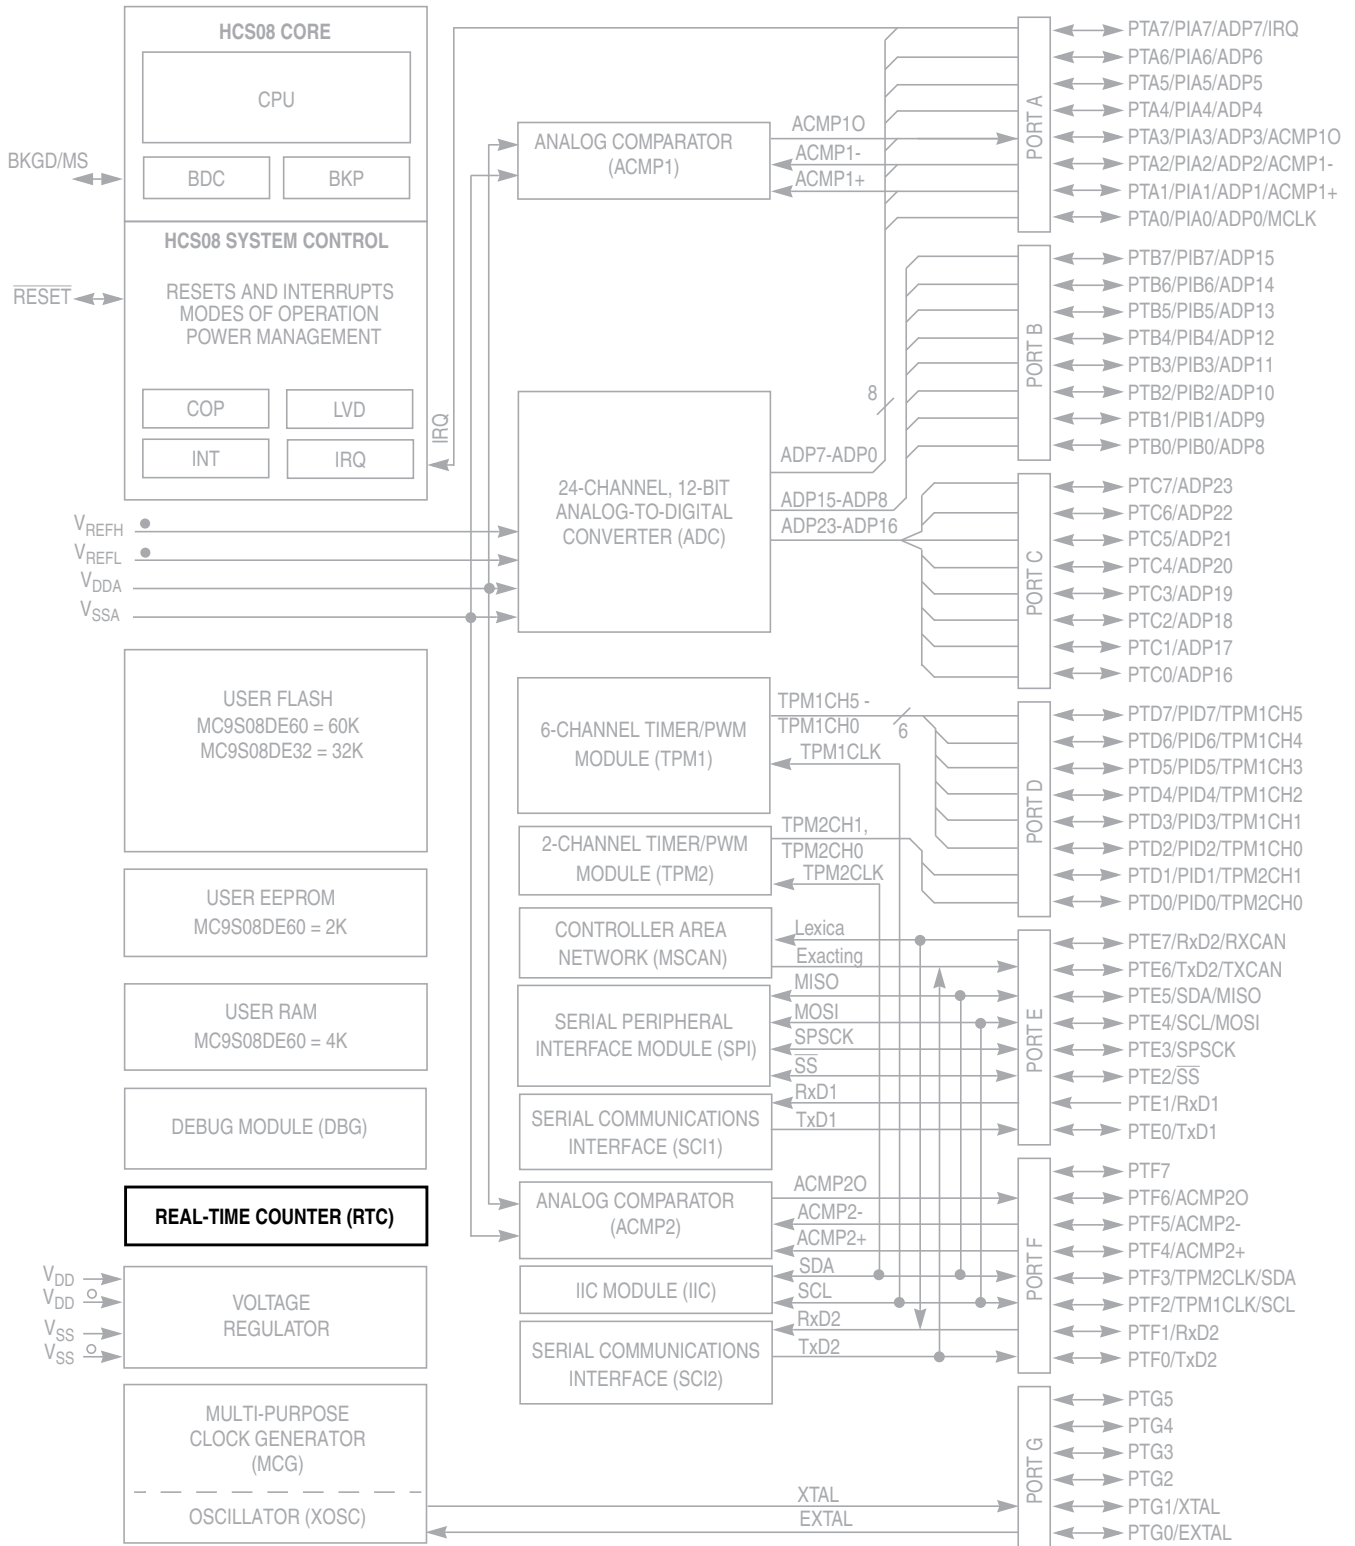 HCS08 CORE
CPU
BDC
BKP
BKGD/MS
HCS08 SYSTEM CONTROL
RESETS AND INTERRUPTS
MODES OF OPERATION
POWER MANAGEMENT
RESET
COP
LVD
INT
IRQ
IRQ
VREFH
VREFL
VDDA
VSSA
USER FLASH
MC9S08DE60 = 60K
MC9S08DE32 = 32K
USER EEPROM
MC9S08DE60 = 2K
USER RAM
MC9S08DE60 = 4K
DEBUG MODULE (DBG)
REAL-TIME COUNTER (RTC)
VDD
VDD
VSS
VSS
VOLTAGE
REGULATOR
MULTI-PURPOSE
CLOCK GENERATOR
(MCG)
OSCILLATOR (XOSC)
ANALOG COMPARATOR
(ACMP1)
ACMP1O
ACMP1-
ACMP1+
24-CHANNEL, 12-BIT
ANALOG-TO-DIGITAL
CONVERTER (ADC)
8
ADP7-ADP0
ADP15-ADP8
ADP23-ADP16
6-CHANNEL TIMER/PWM
MODULE (TPM1)
TPM1CH5 -
TPM1CH0
6
TPM1CLK
2-CHANNEL TIMER/PWM
MODULE (TPM2)
TPM2CH1,
TPM2CH0
TPM2CLK
CONTROLLER AREA
NETWORK (MSCAN)
Lexica
Exacting
SERIAL PERIPHERAL
INTERFACE MODULE (SPI)
MISO
MOSI
SPSCK
SS
SERIAL COMMUNICATIONS
INTERFACE (SCI1)
RxD1
TxD1
ANALOG COMPARATOR
(ACMP2)
ACMP2O
ACMP2-
ACMP2+
IIC MODULE (IIC)
SDA
SCL
SERIAL COMMUNICATIONS
INTERFACE (SCI2)
RxD2
TxD2
XTAL
EXTAL
PORT A
PTA7/PIA7/ADP7/IRQ
PTA6/PIA6/ADP6
PTA5/PIA5/ADP5
PTA4/PIA4/ADP4
PTA3/PIA3/ADP3/ACMP1O
PTA2/PIA2/ADP2/ACMP1-
PTA1/PIA1/ADP1/ACMP1+
PTA0/PIA0/ADP0/MCLK
PORT B
PTB7/PIB7/ADP15
PTB6/PIB6/ADP14
PTB5/PIB5/ADP13
PTB4/PIB4/ADP12
PTB3/PIB3/ADP11
PTB2/PIB2/ADP10
PTB1/PIB1/ADP9
PTB0/PIB0/ADP8
PORT C
PTC7/ADP23
PTC6/ADP22
PTC5/ADP21
PTC4/ADP20
PTC3/ADP19
PTC2/ADP18
PTC1/ADP17
PTC0/ADP16
PORT D
PTD7/PID7/TPM1CH5
PTD6/PID6/TPM1CH4
PTD5/PID5/TPM1CH3
PTD4/PID4/TPM1CH2
PTD3/PID3/TPM1CH1
PTD2/PID2/TPM1CH0
PTD1/PID1/TPM2CH1
PTD0/PID0/TPM2CH0
PORT E
PTE7/RxD2/RXCAN
PTE6/TxD2/TXCAN
PTE5/SDA/MISO
PTE4/SCL/MOSI
PTE3/SPSCK
PTE2/SS
PTE1/RxD1
PTE0/TxD1
PORT F
PTF7
PTF6/ACMP2O
PTF5/ACMP2-
PTF4/ACMP2+
PTF3/TPM2CLK/SDA
PTF2/TPM1CLK/SCL
PTF1/RxD2
PTF0/TxD2
PORT G
PTG5
PTG4
PTG3
PTG2
PTG1/XTAL
PTG0/EXTAL